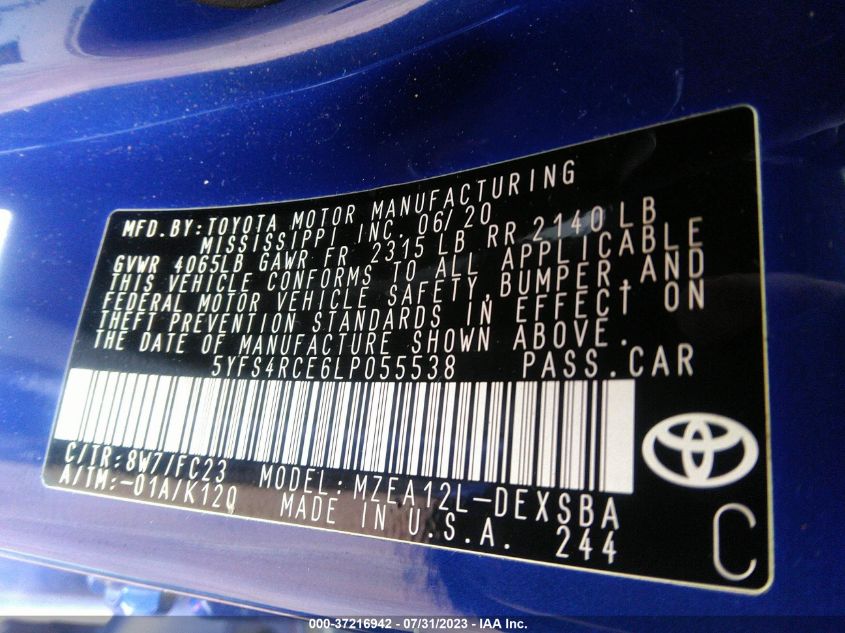 MFD.BY: TOYOTA MOTOR MANUFACTURING
MISSISSIPPI INC. 06/20
GVWR 4065LB GAWR FR 2315 LB RR 2140 LB
THIS VEHICLE CONFORMS TO ALL APPLICABLE
FEDERAL MOTOR VEHICLE SAFETY, BUMPER, AND
THEFT PREVENTION STANDARDS IN EFFECT ON
THE DATE OF MANUFACTURE SHOWN ABOVE.
5YFS4RCE6LP055538 PASS.CAR
C/TR:8W7/FC23 MODEL:MZEA12L-DEXSBA
A/TM:-01A/K120 MADE IN U.S.A. 244
C
000-37216942 / 07/31/2023 - IAA Inc.